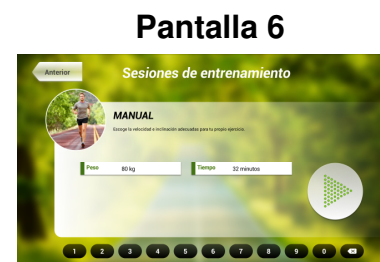 Pantalla 6
Anterior
Sesiones de entrenamiento
MANUAL
Escoge la velocidad e inclinación adecuadas para tu propio ejercicio.
Peso 80 kg Tiempo 32 minutos
1 2 3 4 5 6 7 8 9 0